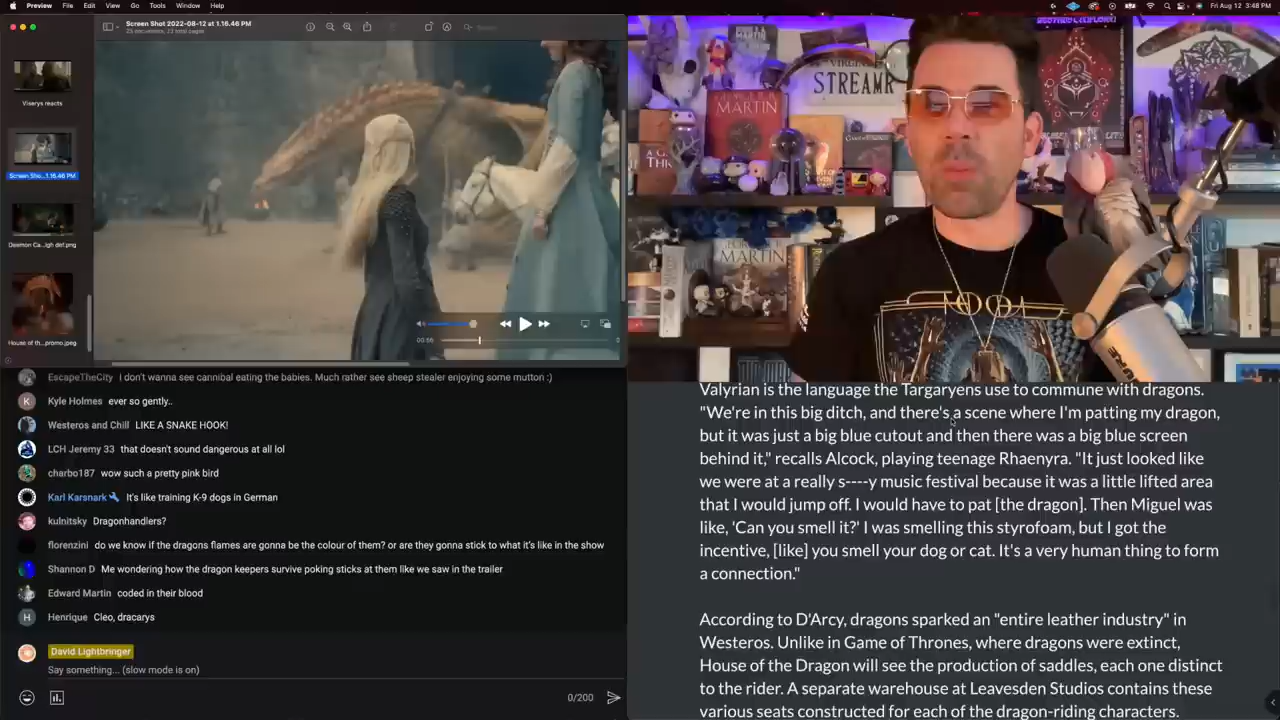 Preview File Edit View Go Tools Window Help
Fri Aug 12 3:48 PM
Screen Shot 2022-08-12 at 1.16.46 PM
Viserys reacts
Screen Sho...1.16.46 PM
House of th...promo.jpeg
00:56
STREAMR
MARTIN
TOOL
EscapeTheCity I don't wanna see cannibal eating the babies. Much rather see sheep stealer enjoying some mutton :)
K Kyle Holmes ever so gently..
Westeros and Chill LIKE A SNAKE HOOK!
LCH Jeremy 33 that doesn't sound dangerous at all lol
charbo187 wow such a pretty pink bird
Karl Karsnark It's like training K-9 dogs in German
kulnitsky Dragonhandlers?
florenzini do we know if the dragons flames are gonna be the colour of them? or are they gonna stick to what it's like in the show
Shannon D Me wondering how the dragon keepers survive poking sticks at them like we saw in the trailer
Edward Martin coded in their blood
H Henrique Cleo, dracarys
David Lightbringer
Say something... (slow mode is on)
0/200
Valyrian is the language the Targaryens use to commune with dragons.
"We're in this big ditch, and there's a scene where I'm patting my dragon,
but it was just a big blue cutout and then there was a big blue screen
behind it," recalls Alcock, playing teenage Rhaenyra. "It just looked like
we were at a really s----y music festival because it was a little lifted area
that I would jump off. I would have to pat [the dragon]. Then Miguel was
like, 'Can you smell it?' I was smelling this styrofoam, but I got the
incentive, [like] you smell your dog or cat. It's a very human thing to form
a connection."
According to D'Arcy, dragons sparked an "entire leather industry" in
Westeros. Unlike in Game of Thrones, where dragons were extinct,
House of the Dragon will see the production of saddles, each one distinct
to the rider. A separate warehouse at Leavesden Studios contains these
various seats constructed for each of the dragon-riding characters.